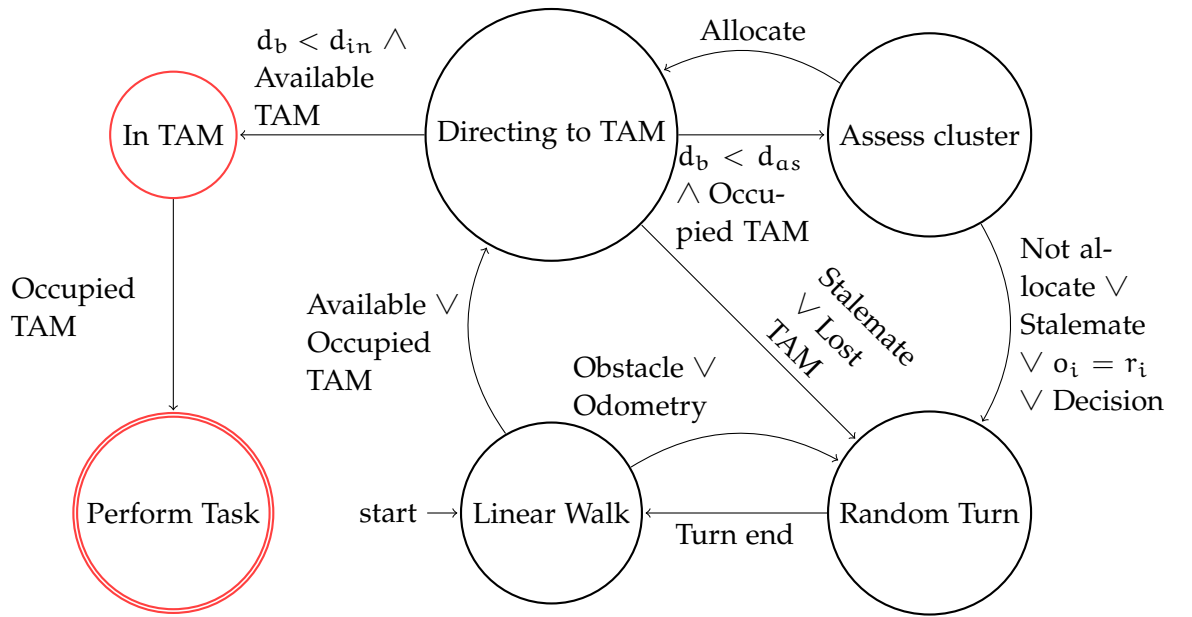 d_b < d_in ∧
Available
TAM
Allocate
In TAM
Directing to TAM
Assess cluster
d_b < d_as
∧ Occu-
pied TAM
Occupied
TAM
Available ∨
Occupied
TAM
Stalemate
∨ Lost
TAM
Not al-
locate ∨
Stalemate
∨ o_i = r_i
∨ Decision
Obstacle ∨
Odometry
Perform Task
start
Linear Walk
Turn end
Random Turn